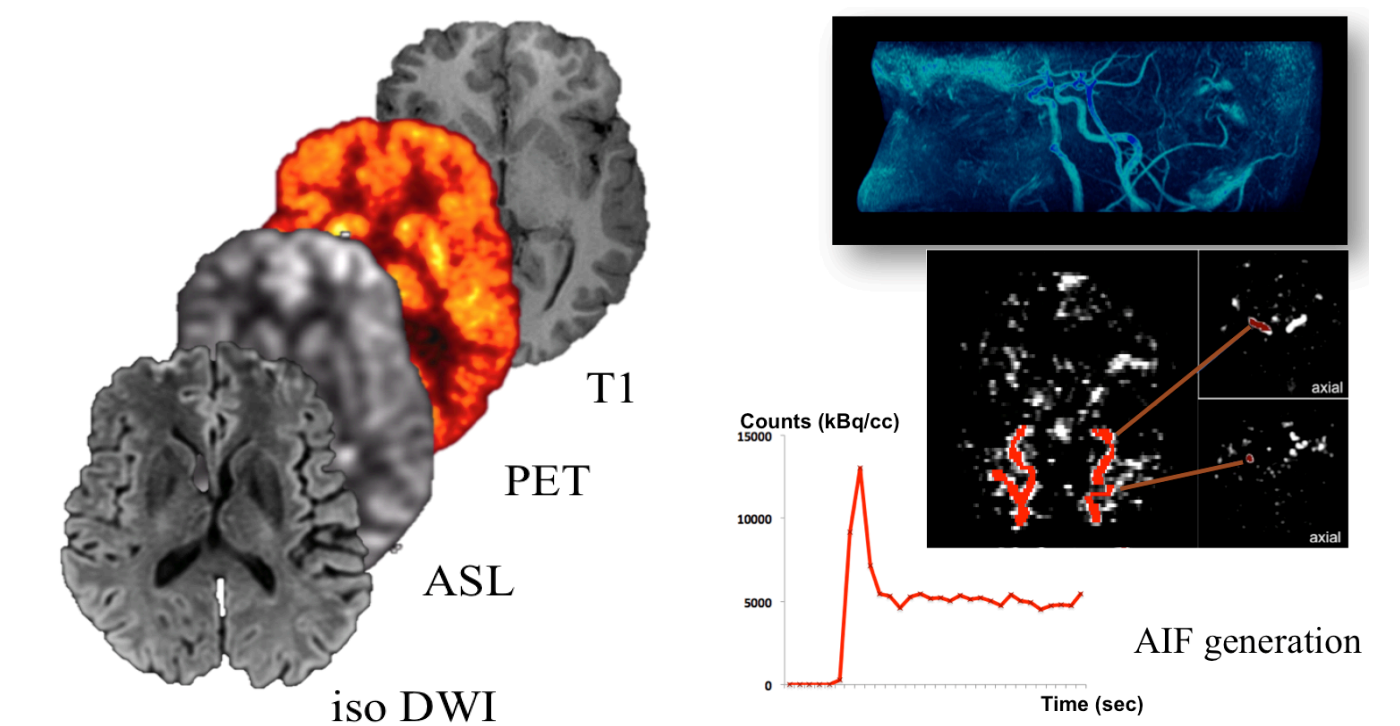 T1
PET
ASL
iso DWI
axial
axial
Counts (kBq/cc)
15000
10000
5000
0
Time (sec)
AIF generation